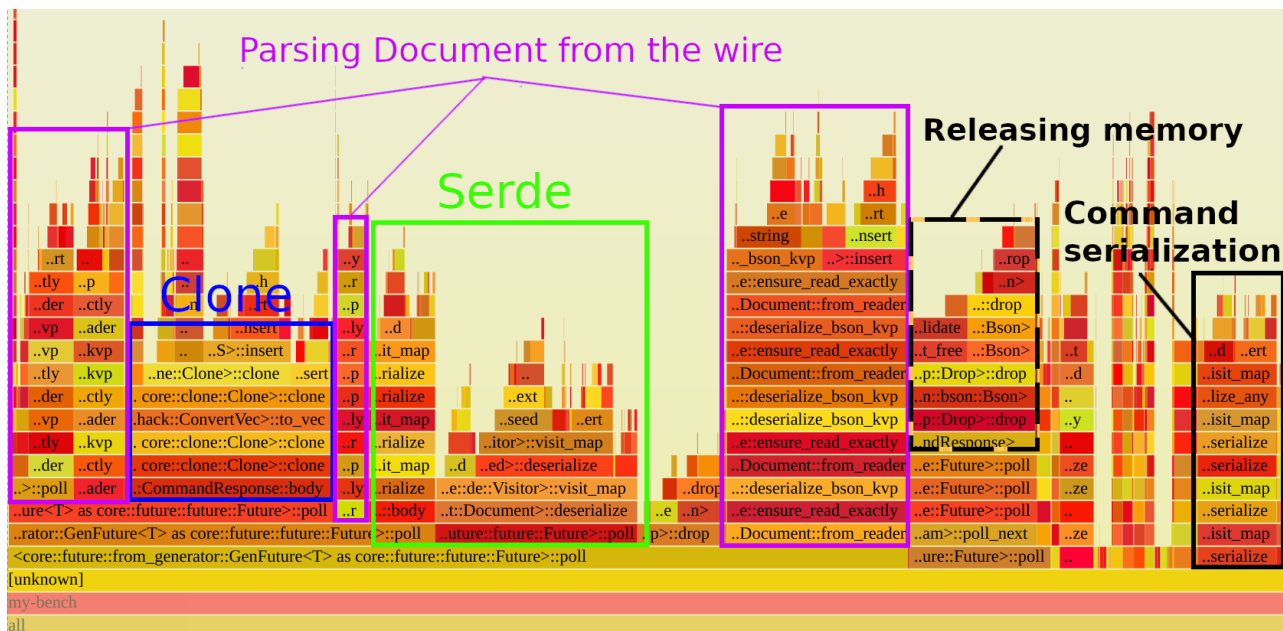 Parsing Document from the wire
Releasing memory
Serde
Command
serialization
Clone
..h
..e ..rt
..string ..nsert
..rt .. ..y .._bson_kvp ..>::insert ..rop
..tly ..p ..r ..e::ensure_read_exactly ..n>
..der ..ctly ..p ..Document::from_reader ..::drop
..vp ..ader ..nsert ..ly ..d ..::deserialize_bson_kvp ..lidate ..Bson>
..vp ..kvp .. ..S>::insert ..r ..it_map ..e::ensure_read_exactly ..t_free ..:Bson> ..t ..d ..ert
..tly ..kvp ..ne::Clone>::clone ..sert ..p ..rialize .. ..Document::from_reader ..p::Drop>::drop ..d ..isit_map
..der ..ctly . core::clone::Clone>::clone ..p ..rialize ..ext ..::deserialize_bson_kvp ..n::bson::Bson> .. ..lize_any
..vp ..ader .hack::ConvertVec>::to_vec ..ly ..it_map ..seed ..ert ..::deserialize_bson_kvp ..p::Drop>::drop ..y ..isit_map
..tly ..kvp . core::clone::Clone>::clone ..r ..rialize ..itor>::visit_map ..e::ensure_read_exactly ..ndResponse> .. ..serialize
..der ..ctly . core::clone::Clone>::clone ..p ..it_map ..d ..ed>::deserialize ..Document::from_reader ..e::Future>::poll ..ze ..serialize
..>::poll ..ader :CommandResponse::body ..ly ..rialize ..e::de::Visitor>::visit_map ..drop ..::deserialize_bson_kvp ..e::Future>::poll ..ze ..isit_map
..ure<T> as core::future::future::Future>::poll ..r ..::body ..t::Document>::deserialize ..e ..n> ..e::ensure_read_exactly ..e::Future>::poll .. ..serialize
..rator::GenFuture<T> as core::future::future::Future>::poll ..uture::future::Future>::poll ..p>::drop ..Document::from_reader ..am>::poll_next ..ze ..isit_map
<core::future::from_generator::GenFuture<T> as core::future::future::Future>::poll ..ure::Future>::poll .. ..serialize
[unknown]
my-bench
all